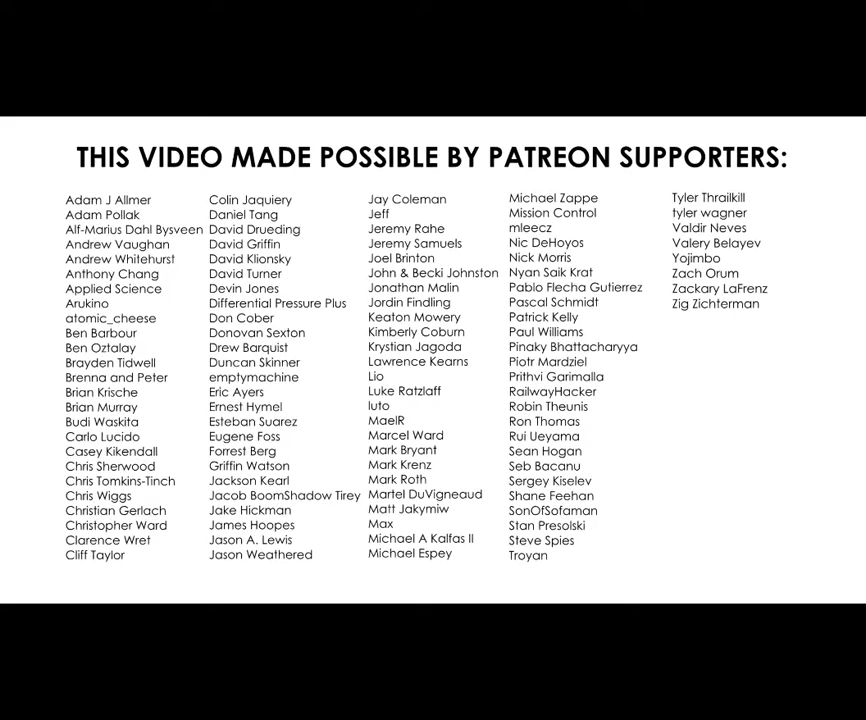 THIS VIDEO MADE POSSIBLE BY PATREON SUPPORTERS:
Adam J Allmer
Adam Pollak
Alf-Marius Dahl Bysveen
Andrew Vaughan
Andrew Whitehurst
Anthony Chang
Applied Science
Arukino
atomic_cheese
Ben Barbour
Ben Oztalay
Brayden Tidwell
Brenna and Peter
Brian Krische
Brian Murray
Budi Waskita
Carlo Lucido
Casey Kikendall
Chris Sherwood
Chris Tomkins-Tinch
Chris Wiggs
Christian Gerlach
Christopher Ward
Clarence Wret
Cliff Taylor
Colin Jaquiery
Daniel Tang
David Drueding
David Griffin
David Klionsky
David Turner
Devin Jones
Differential Pressure Plus
Don Cober
Donovan Sexton
Drew Barquist
Duncan Skinner
emptymachine
Eric Ayers
Ernest Hymel
Esteban Suarez
Eugene Foss
Forrest Berg
Griffin Watson
Jackson Kearl
Jacob BoomShadow Tirey
Jake Hickman
James Hoopes
Jason A. Lewis
Jason Weathered
Jay Coleman
Jeff
Jeremy Rahe
Jeremy Samuels
Joel Brinton
John & Becki Johnston
Jonathan Malin
Jordin Findling
Keaton Mowery
Kimberly Coburn
Krystian Jagoda
Lawrence Kearns
Lio
Luke Ratzlaff
luto
MaelR
Marcel Ward
Mark Bryant
Mark Krenz
Mark Roth
Martel DuVigneaud
Matt Jakymiw
Max
Michael A Kalfas II
Michael Espey
Michael Zappe
Mission Control
mleecz
Nic DeHoyos
Nick Morris
Nyan Saik Krat
Pablo Flecha Gutierrez
Pascal Schmidt
Patrick Kelly
Paul Williams
Pinaky Bhattacharyya
Piotr Mardziel
Prithvi Garimalla
RailwayHacker
Robin Theunis
Ron Thomas
Rui Ueyama
Sean Hogan
Seb Bacanu
Sergey Kiselev
Shane Feehan
SonOfSofaman
Stan Presolski
Steve Spies
Troyan
Tyler Thrailkill
tyler wagner
Valdir Neves
Valery Belayev
Yojimbo
Zach Orum
Zackary LaFrenz
Zig Zichterman